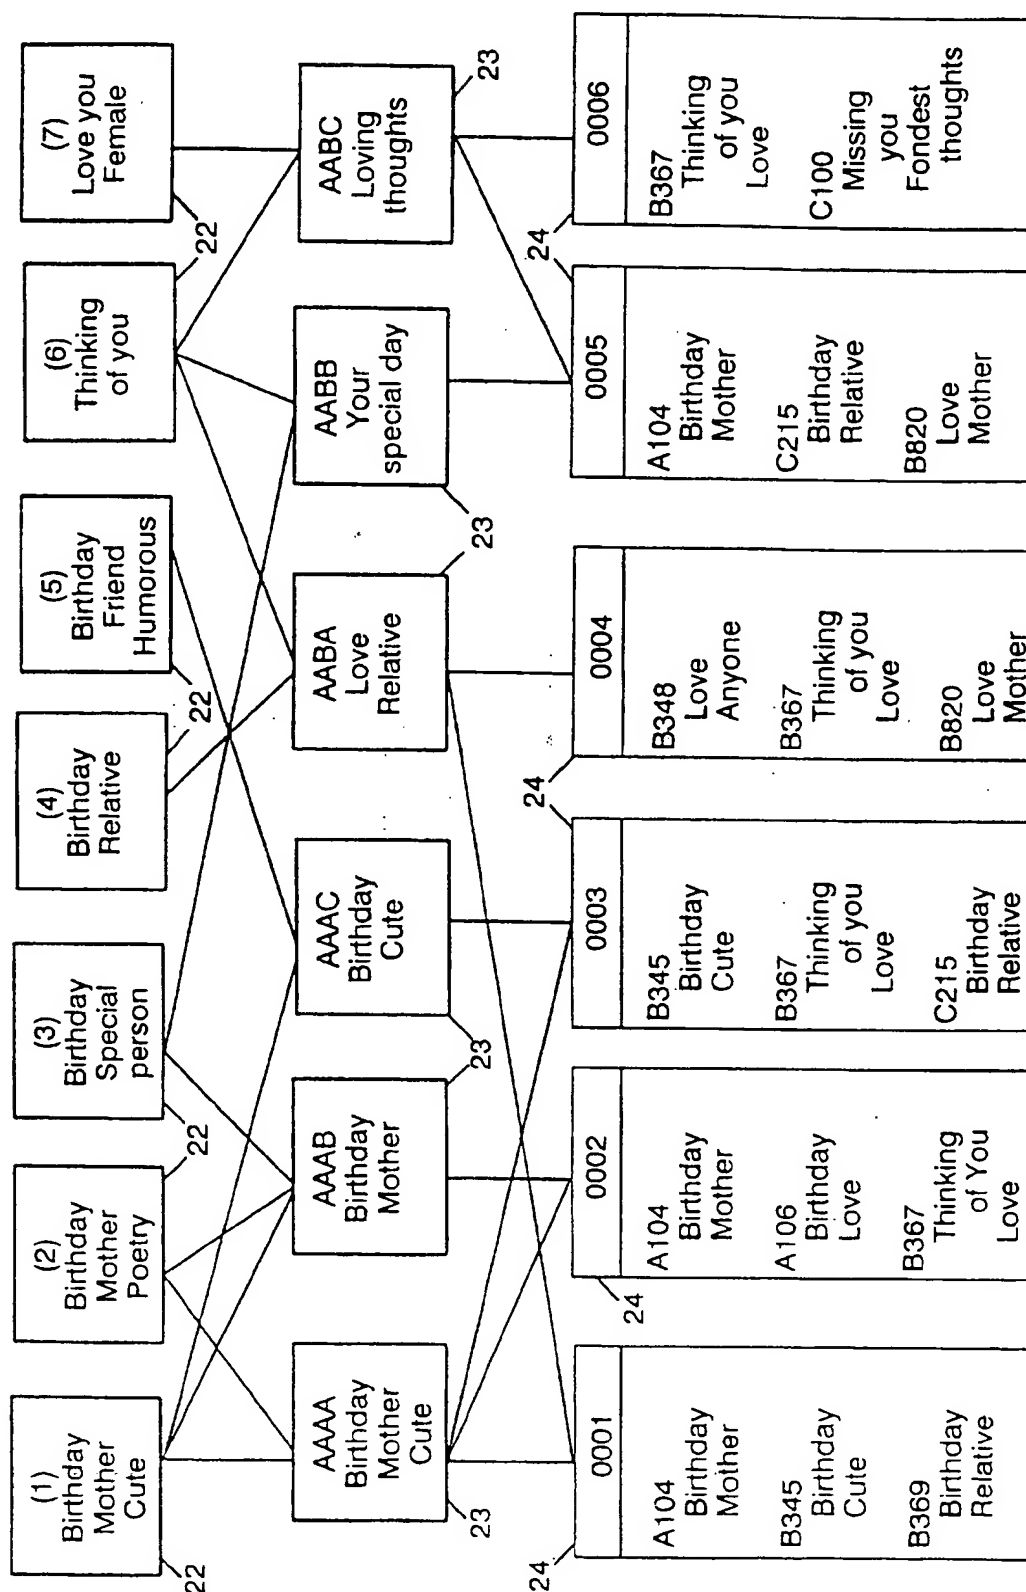 (1)
Birthday
Mother
Cute
22
(2)
Birthday
Mother
Poetry
22
(3)
Birthday
Special
person
22
(4)
Birthday
Relative
22
(5)
Birthday
Friend
Humorous
22
(6)
Thinking
of you
22
(7)
Love you
Female
22
AAAA
Birthday
Mother
Cute
23
AAAB
Birthday
Mother
23
AAAC
Birthday
Cute
23
AABA
Love
Relative
23
AABB
Your
special day
23
AABC
Loving
thoughts
23
24
0001
A104
Birthday
Mother
B345
Birthday
Cute
B369
Birthday
Relative
24
0002
A104
Birthday
Mother
A106
Birthday
Love
B367
Thinking
of You
Love
24
0003
B345
Birthday
Cute
B367
Thinking
of you
Love
C215
Birthday
Relative
0004
B348
Love
Anyone
B367
Thinking
of you
Love
B820
Love
Mother
24
0005
A104
Birthday
Mother
C215
Birthday
Relative
B820
Love
Mother
0006
B367
Thinking
of you
Love
C100
Missing
you
Fondest
thoughts